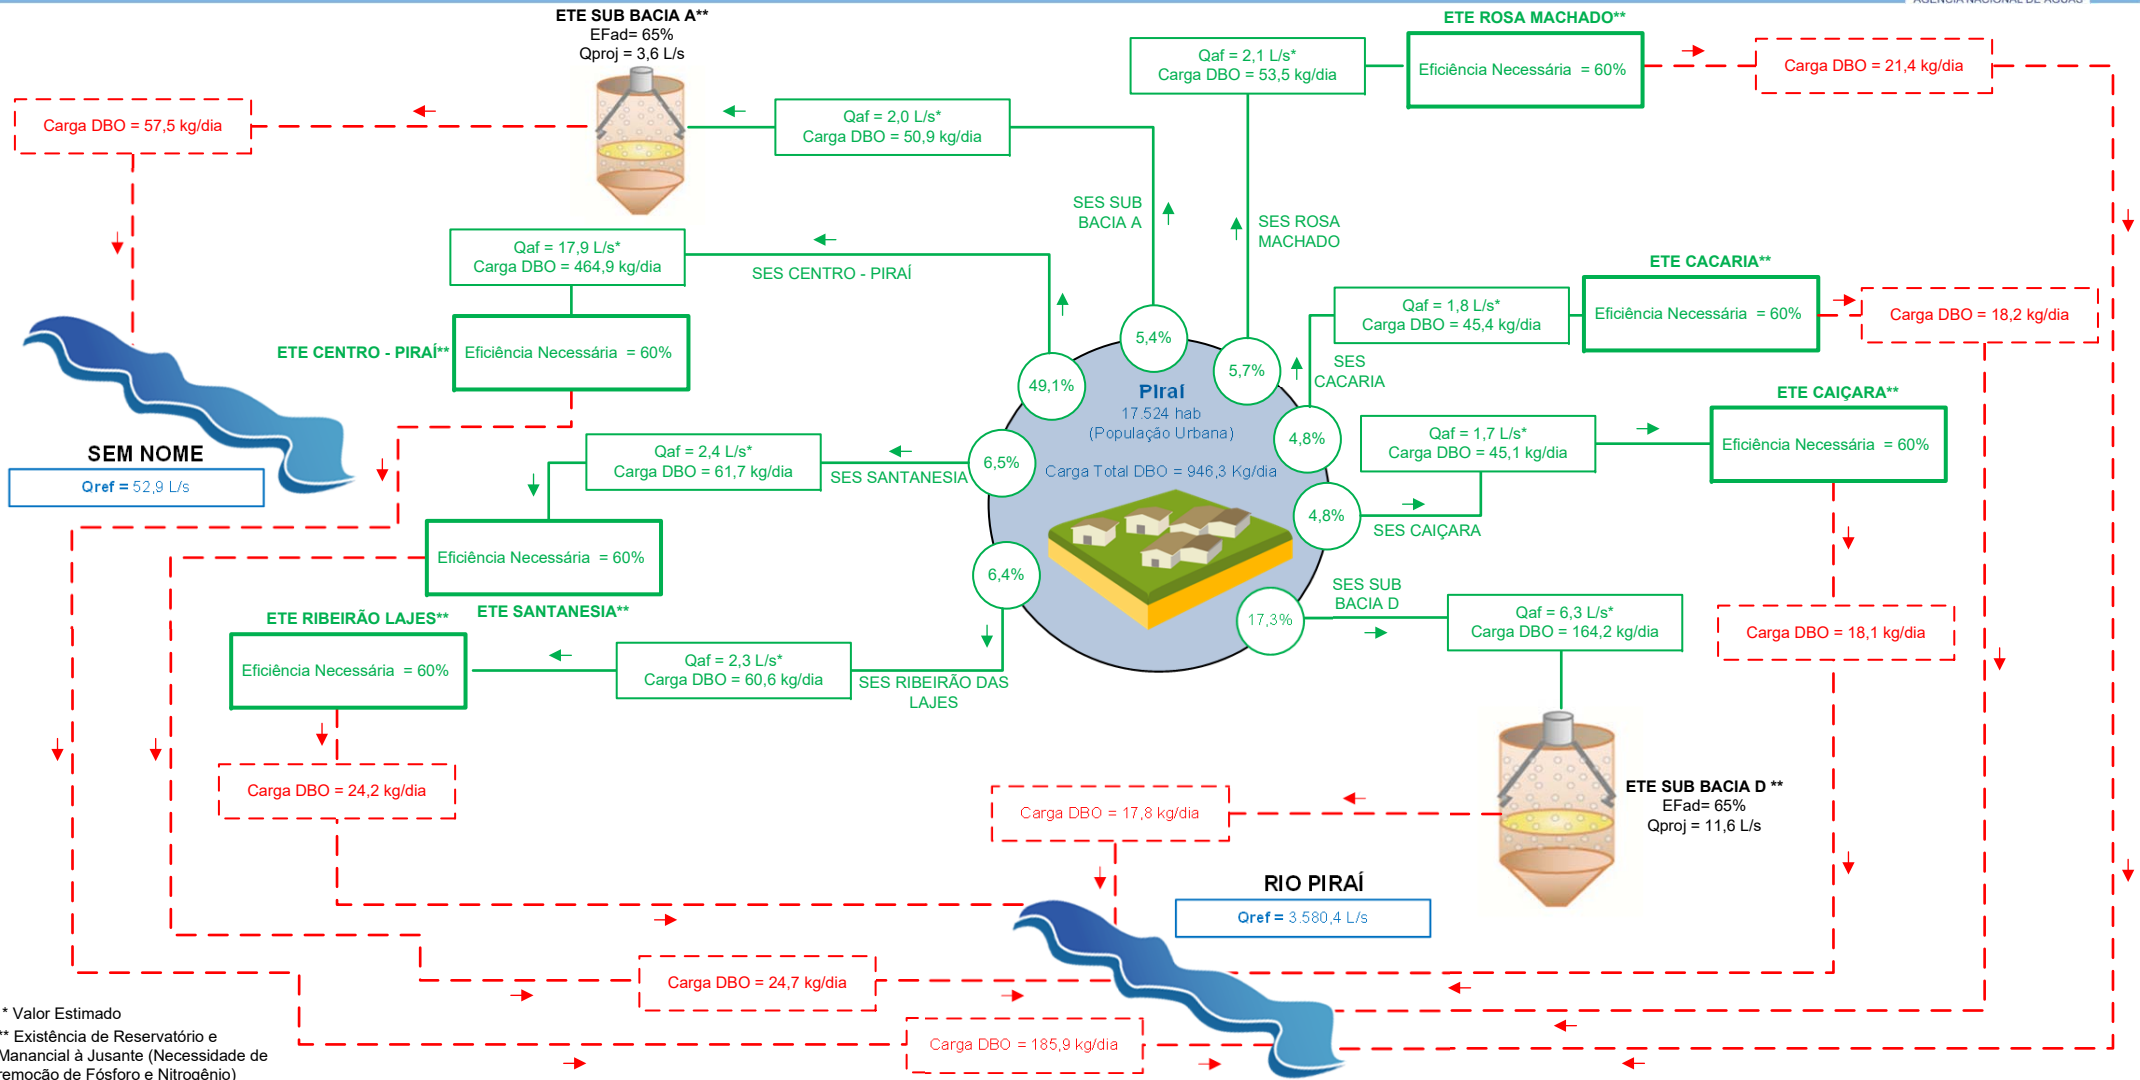 AGÊNCIA NACIONAL DE ÁGUAS
ETE SUB BACIA A**
EFad= 65%
Qproj = 3,6 L/s
ETE ROSA MACHADO**
Qaf = 2,1 L/s*
Carga DBO = 53,5 kg/dia
Eficiência Necessária = 60%
Carga DBO = 21,4 kg/dia
Carga DBO = 57,5 kg/dia
Qaf = 2,0 L/s*
Carga DBO = 50,9 kg/dia
SES SUB
BACIA A
SES ROSA
MACHADO
Qaf = 17,9 L/s*
Carga DBO = 464,9 kg/dia
SES CENTRO - PIRAÍ
ETE CACARIA**
Qaf = 1,8 L/s*
Carga DBO = 45,4 kg/dia
Eficiência Necessária = 60%
Carga DBO = 18,2 kg/dia
ETE CENTRO - PIRAÍ**
Eficiência Necessária = 60%
5,4%
49,1%
5,7%
SES
CACARIA
Piraí
17.524 hab
(População Urbana)
Carga Total DBO = 946,3 Kg/dia
ETE CAIÇARA**
4,8%
Qaf = 1,7 L/s*
Carga DBO = 45,1 kg/dia
Eficiência Necessária = 60%
SEM NOME
Qref = 52,9 L/s
Qaf = 2,4 L/s*
Carga DBO = 61,7 kg/dia
SES SANTANESIA
6,5%
4,8%
SES CAIÇARA
Eficiência Necessária = 60%
ETE SANTANESIA**
6,4%
17,3%
SES SUB
BACIA D
Qaf = 6,3 L/s*
Carga DBO = 164,2 kg/dia
Carga DBO = 18,1 kg/dia
ETE RIBEIRÃO LAJES**
Eficiência Necessária = 60%
Qaf = 2,3 L/s*
Carga DBO = 60,6 kg/dia
SES RIBEIRÃO DAS
LAJES
Carga DBO = 24,2 kg/dia
Carga DBO = 17,8 kg/dia
ETE SUB BACIA D **
EFad= 65%
Qproj = 11,6 L/s
RIO PIRAÍ
Qref = 3.580,4 L/s
Carga DBO = 24,7 kg/dia
Carga DBO = 185,9 kg/dia
* Valor Estimado
** Existência de Reservatório e
Manancial à Jusante (Necessidade de
remoção de Fósforo e Nitrogênio)